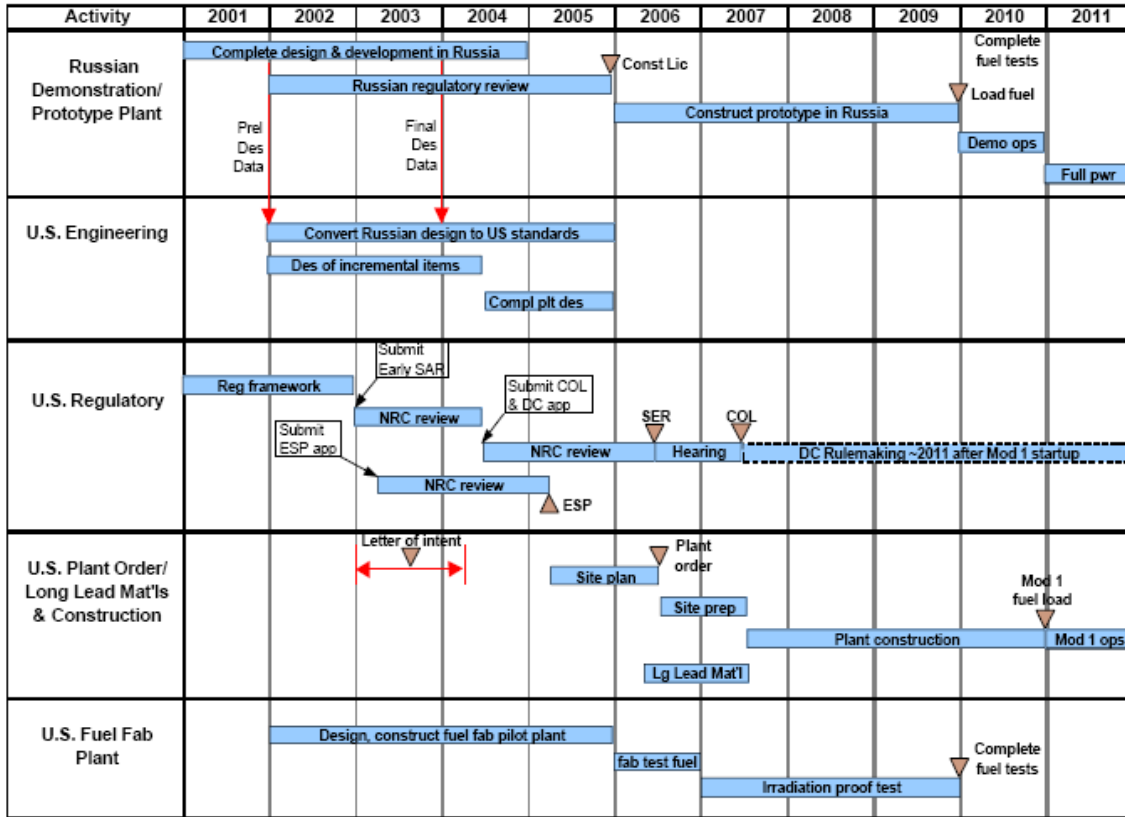 Activity 2001 2002 2003 2004 2005 2006 2007 2008 2009 2010 2011
Russian
Demonstration/
Prototype Plant
Complete design & development in Russia
Russian regulatory review
Const Lic
Construct prototype in Russia
Complete
fuel tests
Load fuel
Demo ops
Full pwr
Prel
Des
Data
Final
Des
Data
U.S. Engineering
Convert Russian design to US standards
Des of incremental items
Compl plt des
U.S. Regulatory
Submit
Early SAR
Reg framework
NRC review
Submit COL
& DC app
SER
COL
NRC review
Hearing
DC Rulemaking ~2011 after Mod 1 startup
Submit
ESP app
NRC review
ESP
U.S. Plant Order/
Long Lead Mat'ls
& Construction
Letter of intent
Plant
order
Site plan
Site prep
Mod 1
fuel load
Plant construction
Mod 1 ops
Lg Lead Mat'l
U.S. Fuel Fab
Plant
Design, construct fuel fab pilot plant
fab test fuel
Complete
fuel tests
Irradiation proof test